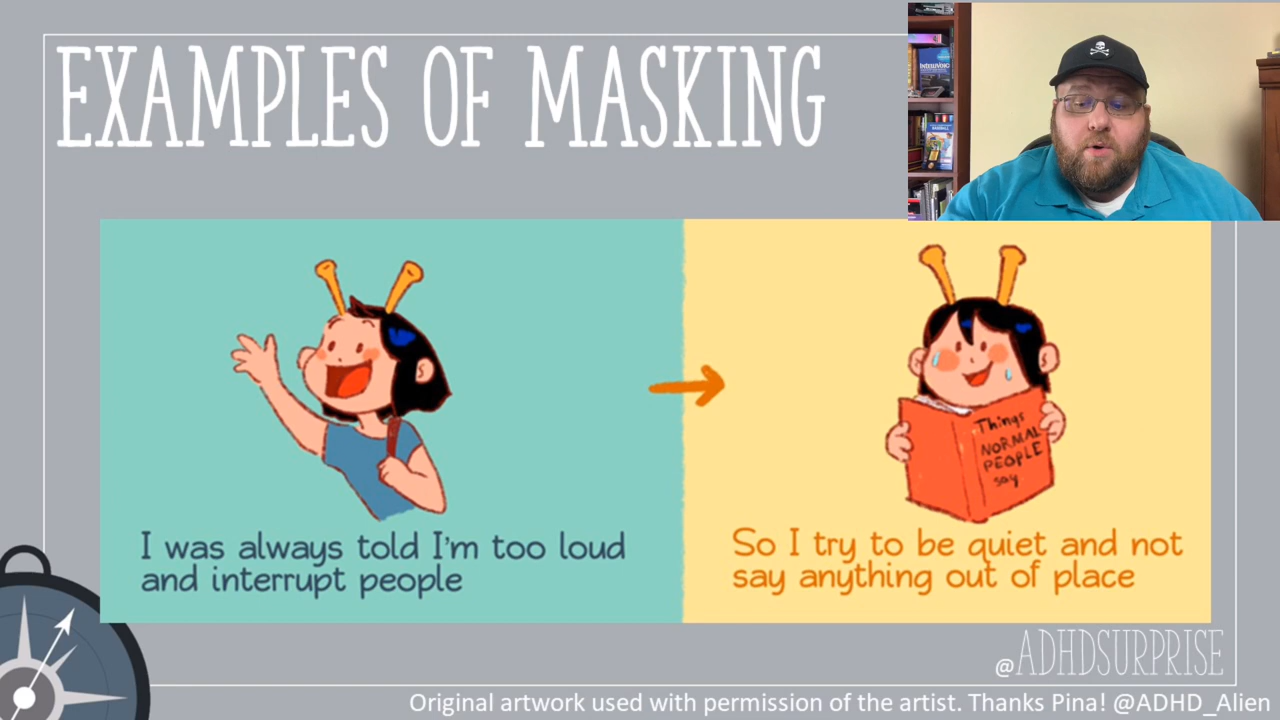 EXAMPLES OF MASKING
I was always told I'm too loud
and interrupt people
Things
NORMAL
PEOPLE
say
So I try to be quiet and not
say anything out of place
@ADHDSURPRISE
Original artwork used with permission of the artist. Thanks Pina! @ADHD_Alien